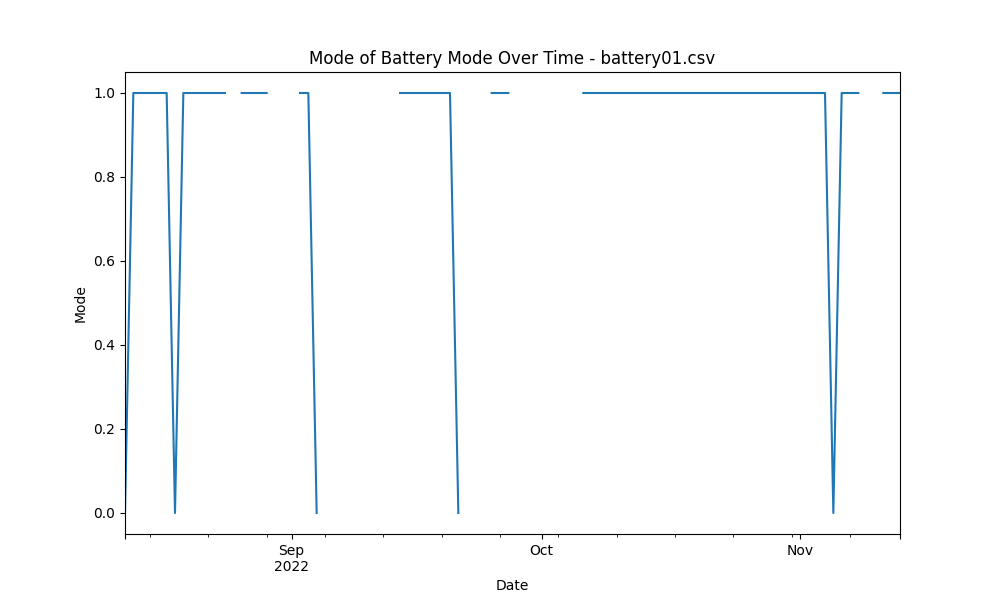 Mode of Battery Mode Over Time - battery01.csv
1.0
0.8
0.6
0.4
0.2
0.0
Mode
Sep
2022
Oct
Nov
Date